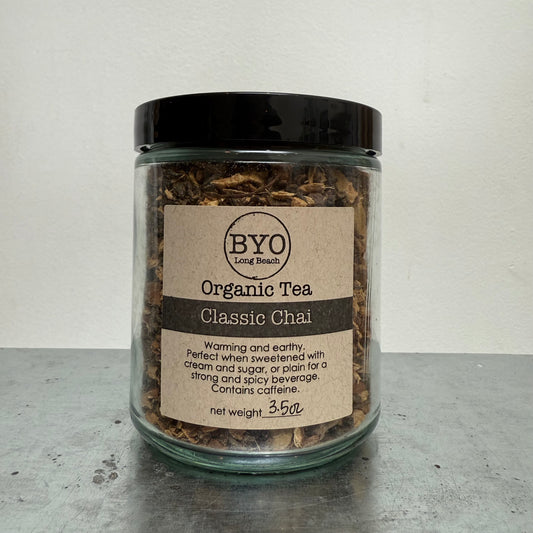 BYO
Long Beach
Organic Tea
Classic Chai
Warming and earthy.
Perfect when sweetened with
cream and sugar, or plain for a
strong and spicy beverage.
Contains caffeine.
net weight 3.5oz